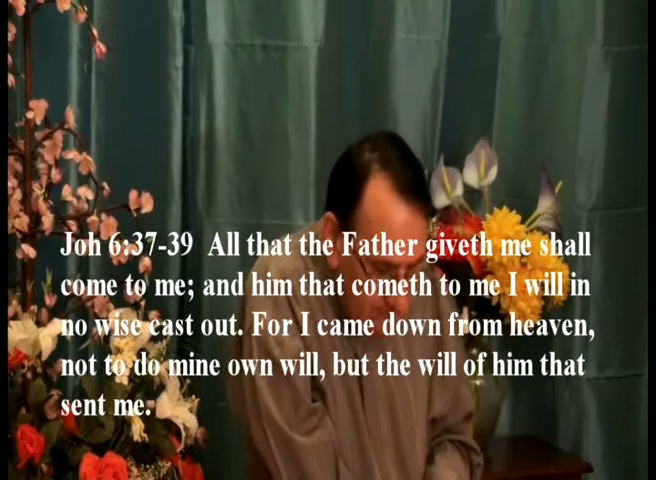 Joh 6:37-39 All that the Father giveth me shall
come to me; and him that cometh to me I will in
no wise cast out. For I came down from heaven,
not to do mine own will, but the will of him that
sent me.